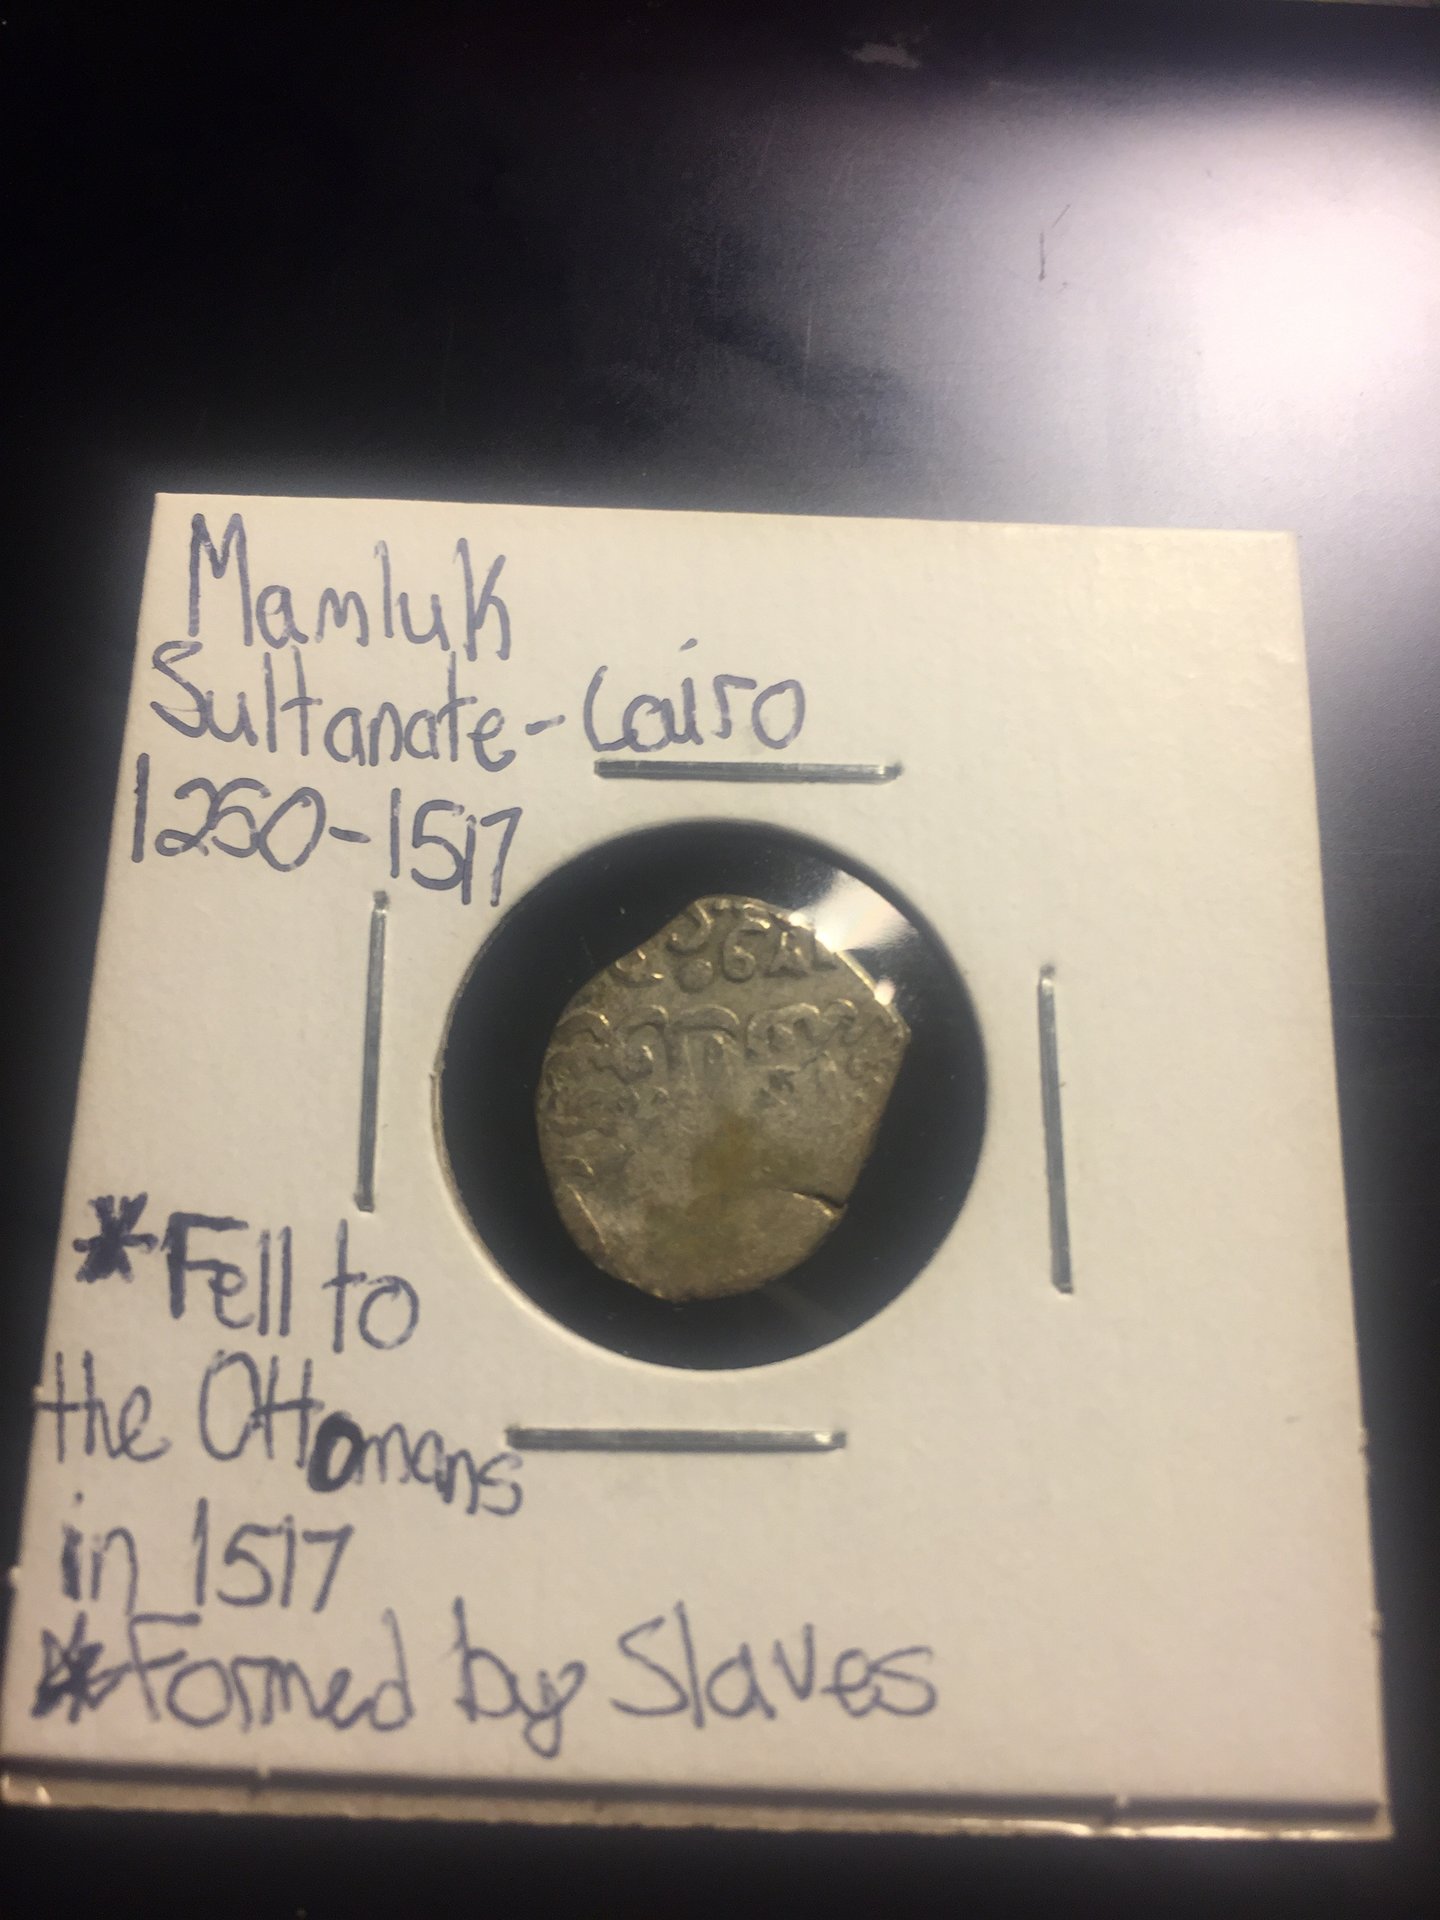 Mamluk
Sultanate-Cairo
1250-1517
*Fell to
the Ottomans
in 1517
*Formed by Slaves